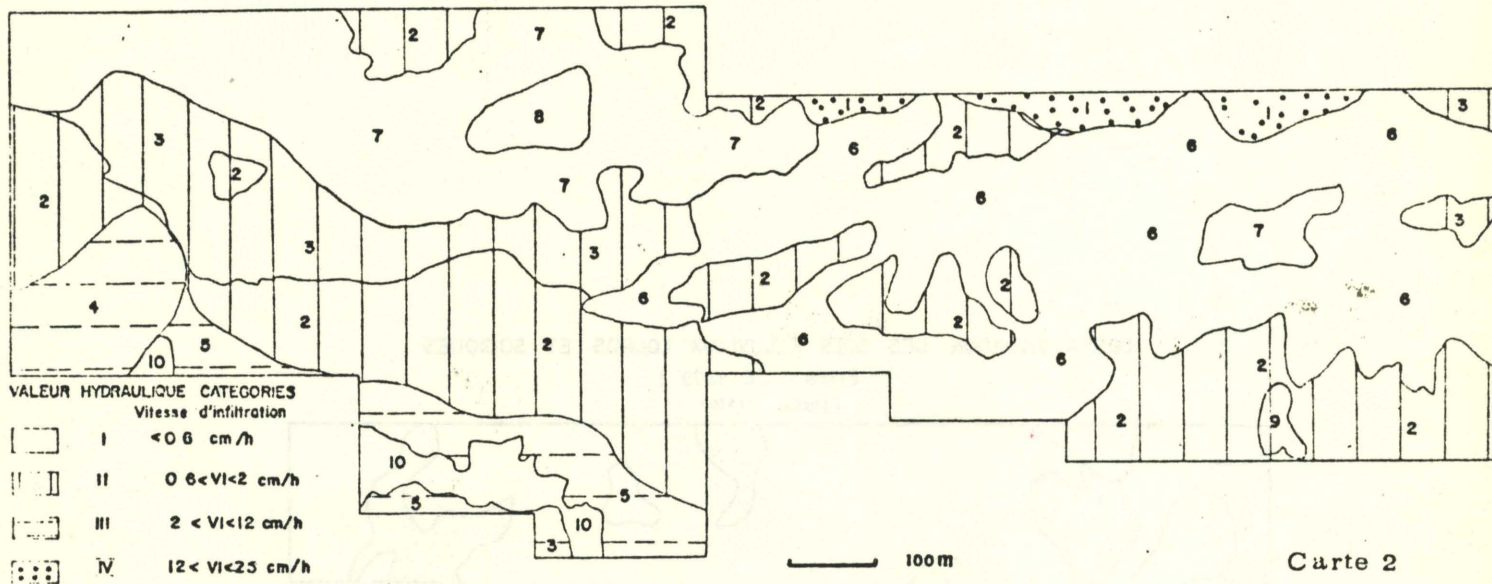 2 7 2
8
3 7 2 1 1 3
2 7 6 2 6 6
2 7 6 3
3 3 6 7
4 2 6 2 2 6
5 2 6 2
10 6 2
VALEUR HYDRAULIQUE CATEGORIES
Vitesse d'infiltration
I <0 6 cm/h
II 0 6<VI<2 cm/h
III 2 < VI<12 cm/h
IV 12< VI<25 cm/h
2 9 2
10 5
5 10
3
100m
Carte 2